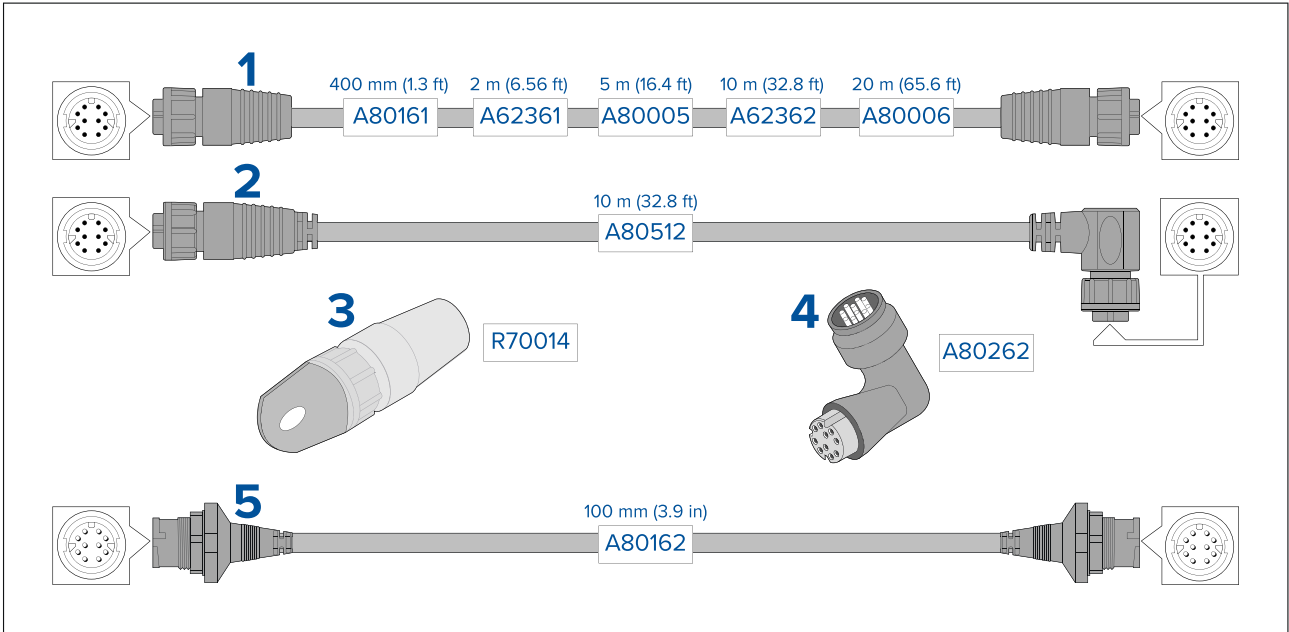 1
400 mm (1.3 ft) 2 m (6.56 ft) 5 m (16.4 ft) 10 m (32.8 ft) 20 m (65.6 ft)
A80161 A62361 A80005 A62362 A80006
2
10 m (32.8 ft)
A80512
3
R70014
4
A80262
5
100 mm (3.9 in)
A80162